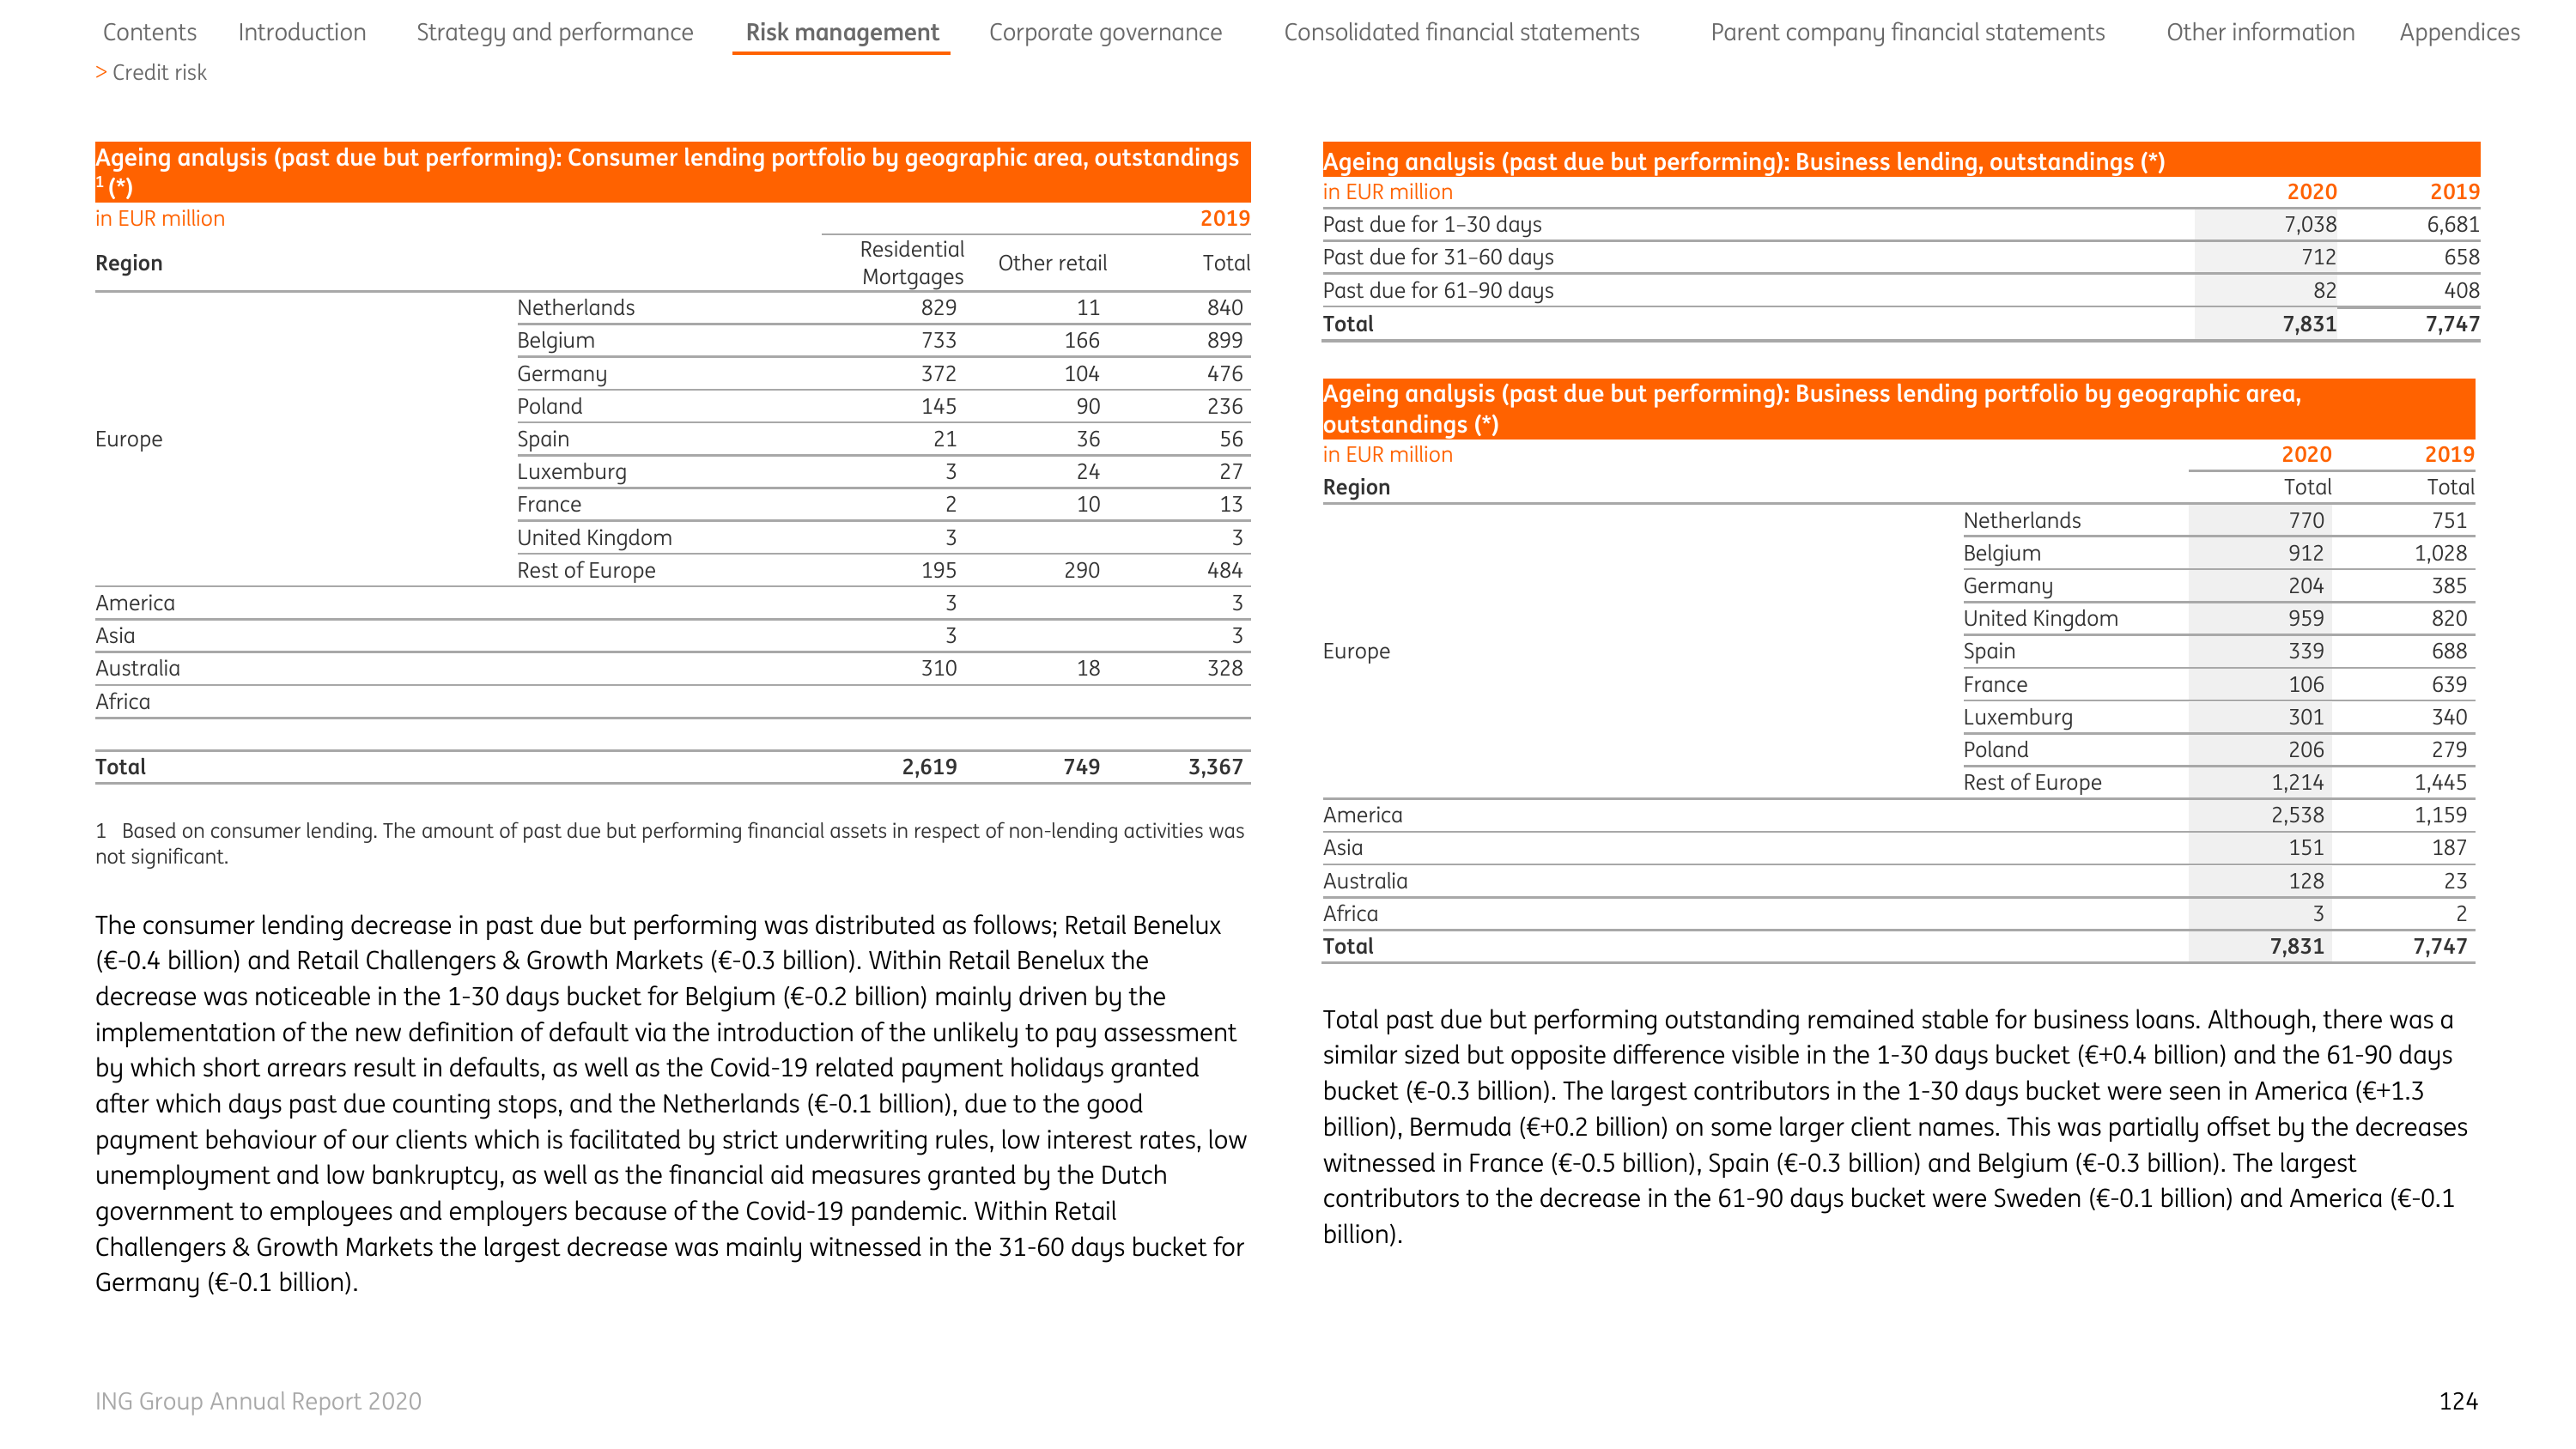 Contents Introduction Strategy and performance Risk management Corporate governance Consolidated financial statements Parent company financial statements Other information Appendices
> Credit risk
Ageing analysis (past due but performing): Consumer lending portfolio by geographic area, outstandings
1 (*)
in EUR million 2019
Region Residential Mortgages Other retail Total
Europe Netherlands 829 11 840
Belgium 733 166 899
Germany 372 104 476
Poland 145 90 236
Spain 21 36 56
Luxemburg 3 24 27
France 2 10 13
United Kingdom 3 3
Rest of Europe 195 290 484
America 3 3
Asia 3 3
Australia 310 18 328
Africa
Total 2,619 749 3,367
1 Based on consumer lending. The amount of past due but performing financial assets in respect of non-lending activities was
not significant.
The consumer lending decrease in past due but performing was distributed as follows; Retail Benelux
(€-0.4 billion) and Retail Challengers & Growth Markets (€-0.3 billion). Within Retail Benelux the
decrease was noticeable in the 1-30 days bucket for Belgium (€-0.2 billion) mainly driven by the
implementation of the new definition of default via the introduction of the unlikely to pay assessment
by which short arrears result in defaults, as well as the Covid-19 related payment holidays granted
after which days past due counting stops, and the Netherlands (€-0.1 billion), due to the good
payment behaviour of our clients which is facilitated by strict underwriting rules, low interest rates, low
unemployment and low bankruptcy, as well as the financial aid measures granted by the Dutch
government to employees and employers because of the Covid-19 pandemic. Within Retail
Challengers & Growth Markets the largest decrease was mainly witnessed in the 31-60 days bucket for
Germany (€-0.1 billion).
Ageing analysis (past due but performing): Business lending, outstandings (*)
in EUR million 2020 2019
Past due for 1–30 days 7,038 6,681
Past due for 31–60 days 712 658
Past due for 61–90 days 82 408
Total 7,831 7,747
Ageing analysis (past due but performing): Business lending portfolio by geographic area,
outstandings (*)
in EUR million 2020 2019
Region Total Total
Europe Netherlands 770 751
Belgium 912 1,028
Germany 204 385
United Kingdom 959 820
Spain 339 688
France 106 639
Luxemburg 301 340
Poland 206 279
Rest of Europe 1,214 1,445
America 2,538 1,159
Asia 151 187
Australia 128 23
Africa 3 2
Total 7,831 7,747
Total past due but performing outstanding remained stable for business loans. Although, there was a
similar sized but opposite difference visible in the 1-30 days bucket (€+0.4 billion) and the 61-90 days
bucket (€-0.3 billion). The largest contributors in the 1-30 days bucket were seen in America (€+1.3
billion), Bermuda (€+0.2 billion) on some larger client names. This was partially offset by the decreases
witnessed in France (€-0.5 billion), Spain (€-0.3 billion) and Belgium (€-0.3 billion). The largest
contributors to the decrease in the 61-90 days bucket were Sweden (€-0.1 billion) and America (€-0.1
billion).
ING Group Annual Report 2020 124